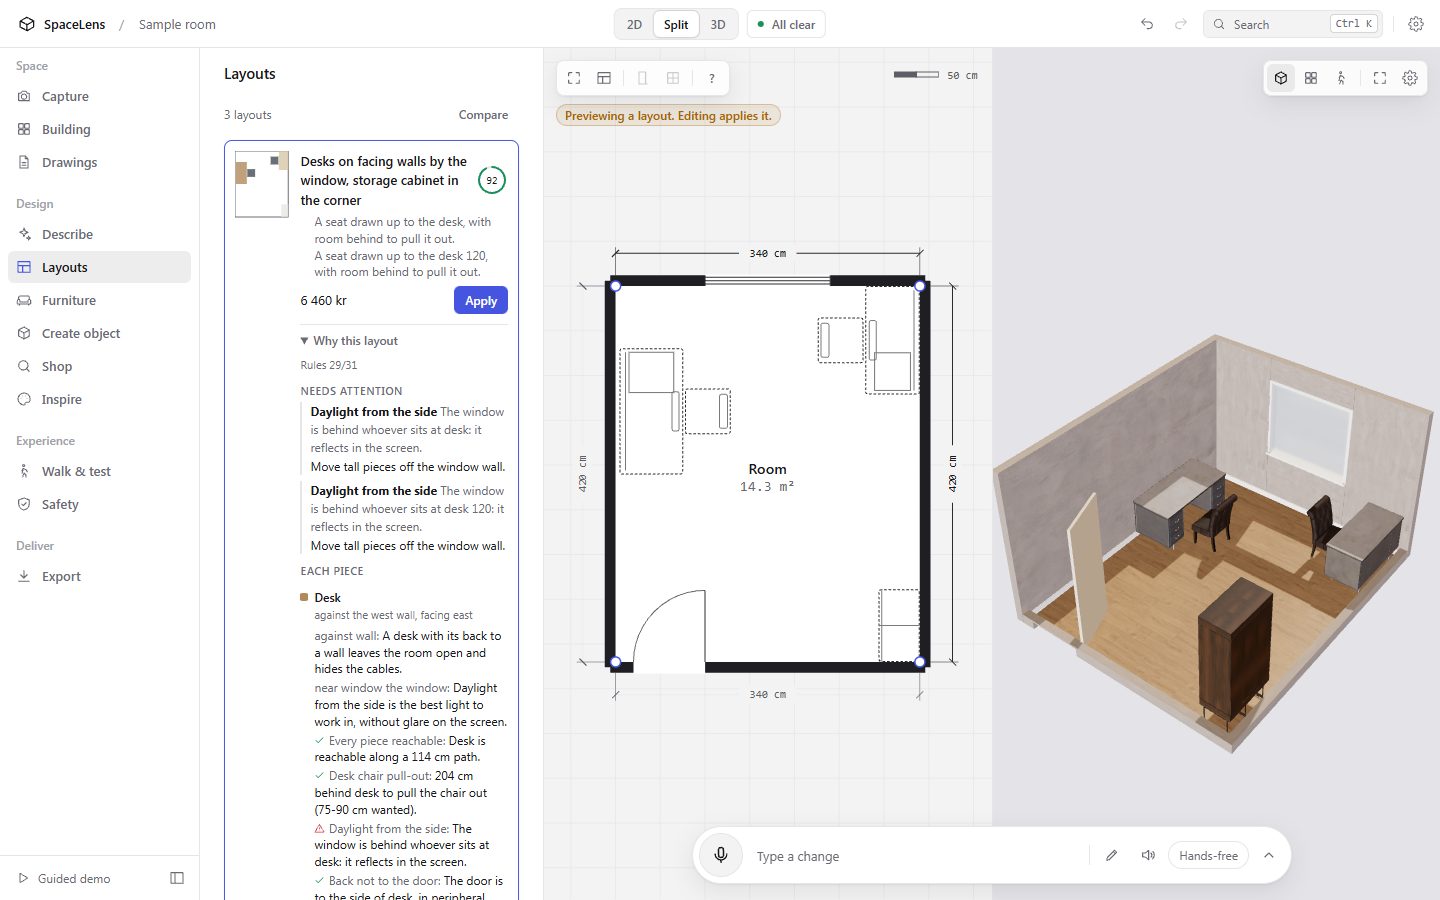 SpaceLens / Sample room
2D Split 3D All clear
Search Ctrl K
Space
Capture
Building
Drawings
Design
Describe
Layouts
Furniture
Create object
Shop
Inspire
Experience
Walk & test
Safety
Deliver
Export
Guided demo
Layouts
3 layouts Compare
Desks on facing walls by the
window, storage cabinet in
the corner
92
A seat drawn up to the desk, with
room behind to pull it out.
A seat drawn up to the desk 120,
with room behind to pull it out.
6 460 kr Apply
▼ Why this layout
Rules 29/31
NEEDS ATTENTION
Daylight from the side The window
is behind whoever sits at desk: it
reflects in the screen.
Move tall pieces off the window wall.
Daylight from the side The window
is behind whoever sits at desk 120: it
reflects in the screen.
Move tall pieces off the window wall.
EACH PIECE
Desk
against the west wall, facing east
against wall: A desk with its back to
a wall leaves the room open and
hides the cables.
near window the window: Daylight
from the side is the best light to
work in, without glare on the screen.
✓ Every piece reachable: Desk is
reachable along a 114 cm path.
✓ Desk chair pull-out: 204 cm
behind desk to pull the chair out
(75-90 cm wanted).
⚠ Daylight from the side: The
window is behind whoever sits at
desk: it reflects in the screen.
✓ Back not to the door: The door is
to the side of desk, in peripheral
?
50 cm
Previewing a layout. Editing applies it.
340 cm
420 cm
Room
14.3 m²
420 cm
340 cm
Type a change
Hands-free